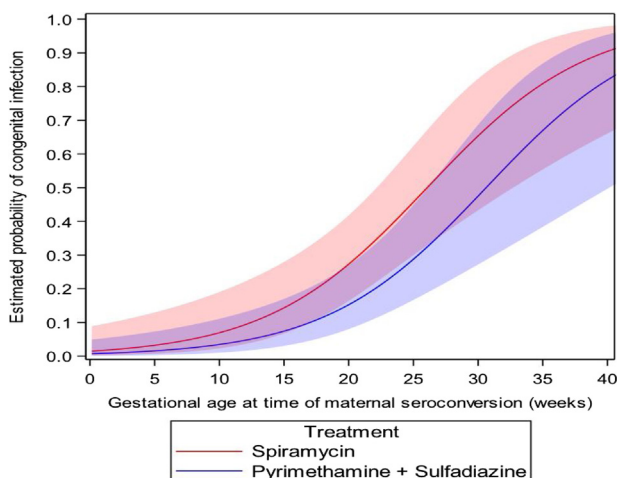 Estimated probability of congenital infection
1.0
0.9
0.8
0.7
0.6
0.5
0.4
0.3
0.2
0.1
0.0
0 5 10 15 20 25 30 35 40
Gestational age at time of maternal seroconversion (weeks)
Treatment
Spiramycin
Pyrimethamine + Sulfadiazine